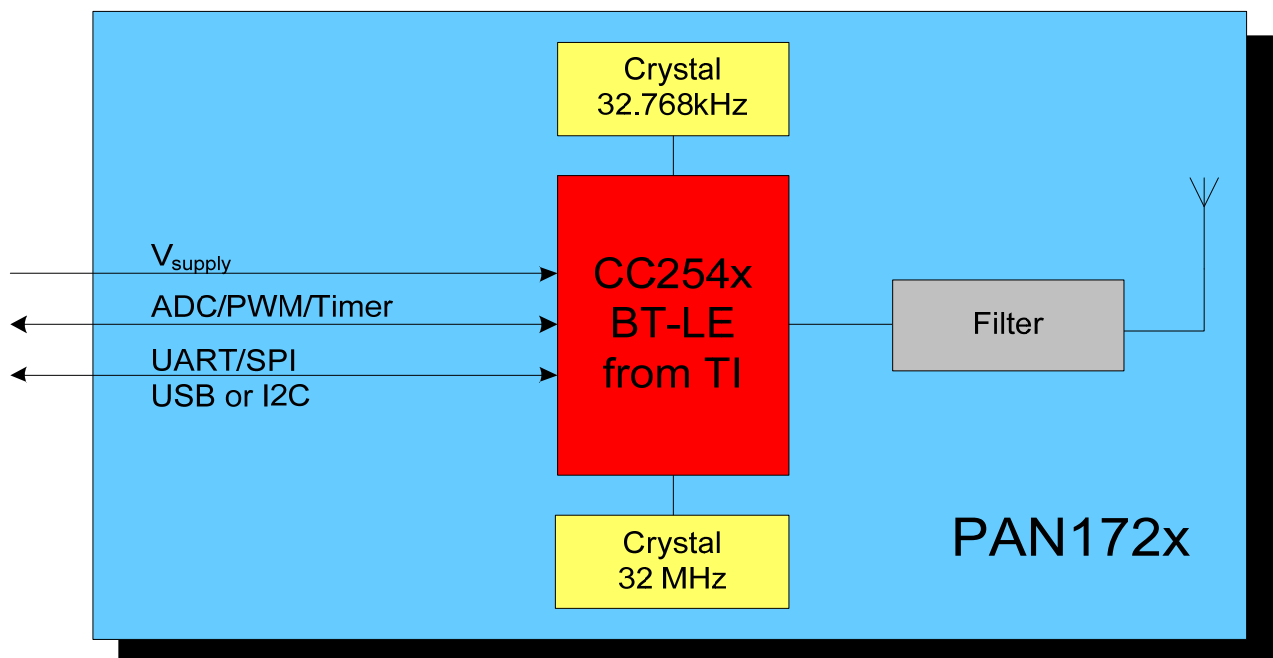 Crystal
32.768kHz
Vsupply
ADC/PWM/Timer
UART/SPI
USB or I2C
CC254x
BT-LE
from TI
Filter
Crystal
32 MHz
PAN172x